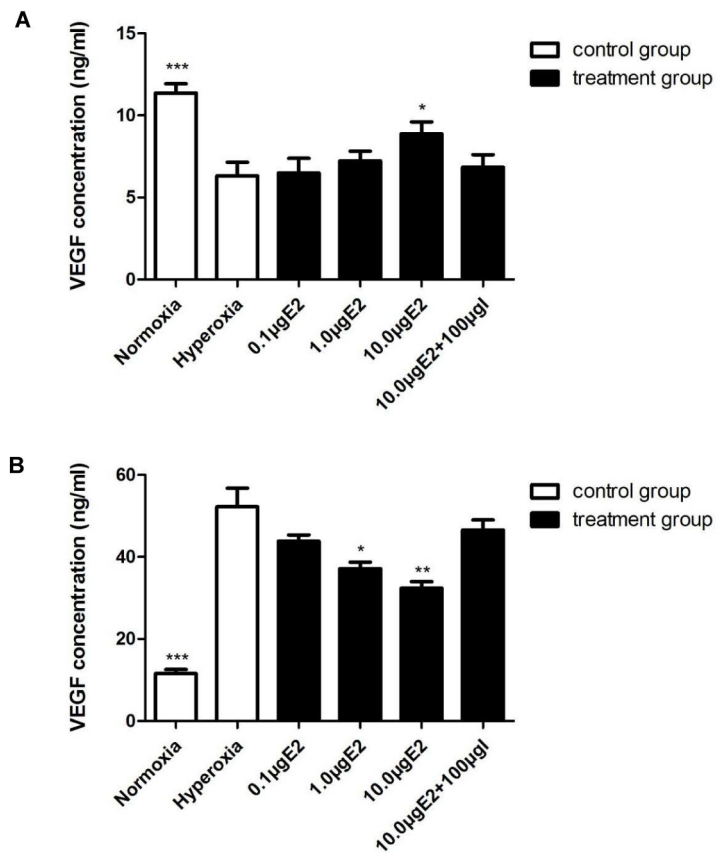 A
VEGF concentration (ng/ml)
15
10
5
0
***
*
control group
treatment group
Normoxia
Hyperoxia
0.1μgE2
1.0μgE2
10.0μgE2
10.0μgE2+100μgI
B
VEGF concentration (ng/ml)
60
40
20
0
***
*
**
control group
treatment group
Normoxia
Hyperoxia
0.1μgE2
1.0μgE2
10.0μgE2
10.0μgE2+100μgI